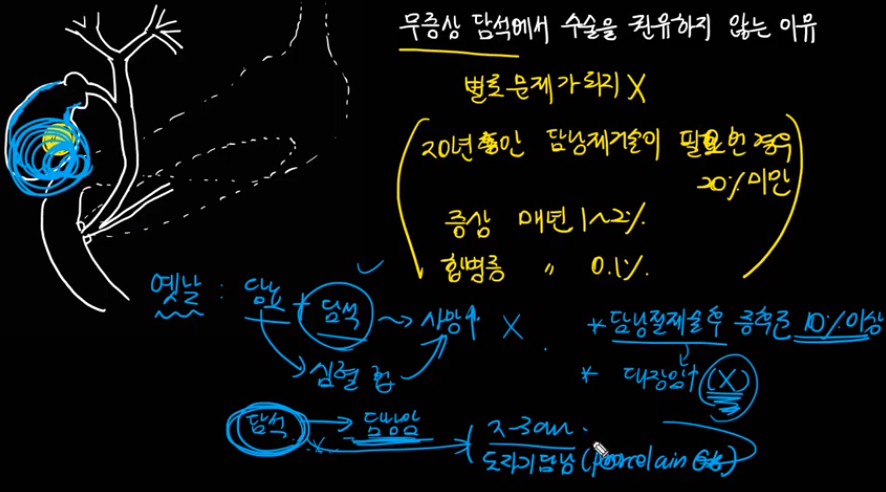 무증상 담석에서 수술을 권유하지 않는 이유
별로 문제가 되지 X
20년 동안 담낭제거술이 필요한 경우
20% 미만
증상 매년 1~2%
합병증 〃 0.1%
옛날 : 당뇨 + 담석 → 사망↑ X
심혈관
* 담낭절제술후 증후군 10% 이상
* 대장암↑ (X)
담석 → 담낭암
2~3cm
도자기담낭 (porcelain GB)